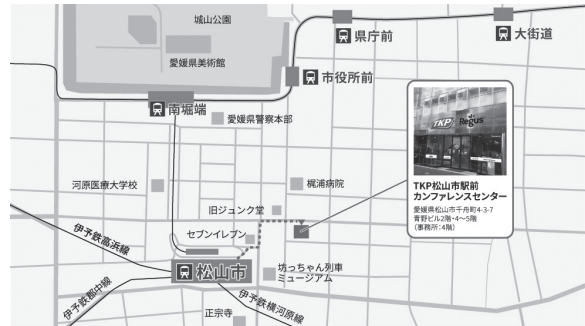 城山公園
愛媛県美術館
県庁前
大街道
市役所前
南堀端
愛媛県警察本部
TKP
Regus
河原医療大学校
梶浦病院
TKP松山市駅前
カンファレンスセンター
愛媛県松山市千舟町4-3-7
青野ビル2階・4~5階
(事務所:4階)
旧ジュンク堂
セブンイレブン
伊予鉄高浜線
松山市
坊っちゃん列車
ミュージアム
伊予鉄郡中線
正宗寺
伊予鉄横河原線